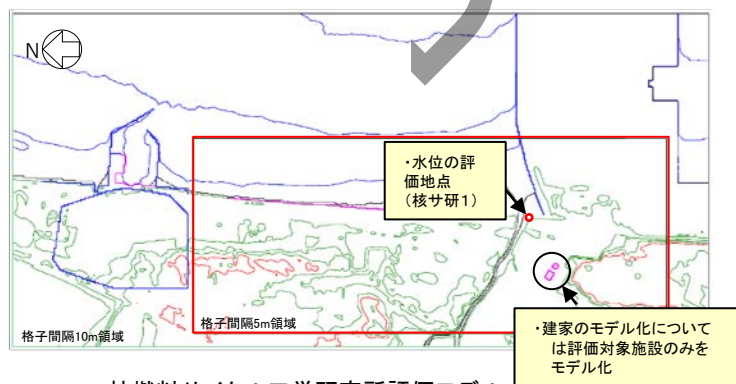 N
・水位の評
価地点
(核サ研1)
格子間隔10m領域
格子間隔5m領域
・建家のモデル化について
は評価対象施設のみを
モデル化